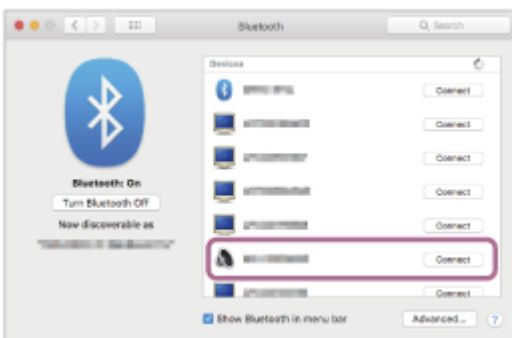 Bluetooth
Search
Devices
Connect
Connect
Connect
Connect
Bluetooth: On
Turn Bluetooth Off
Now discoverable as
Connect
Connect
Connect
Show Bluetooth in menu bar
Advanced...
?